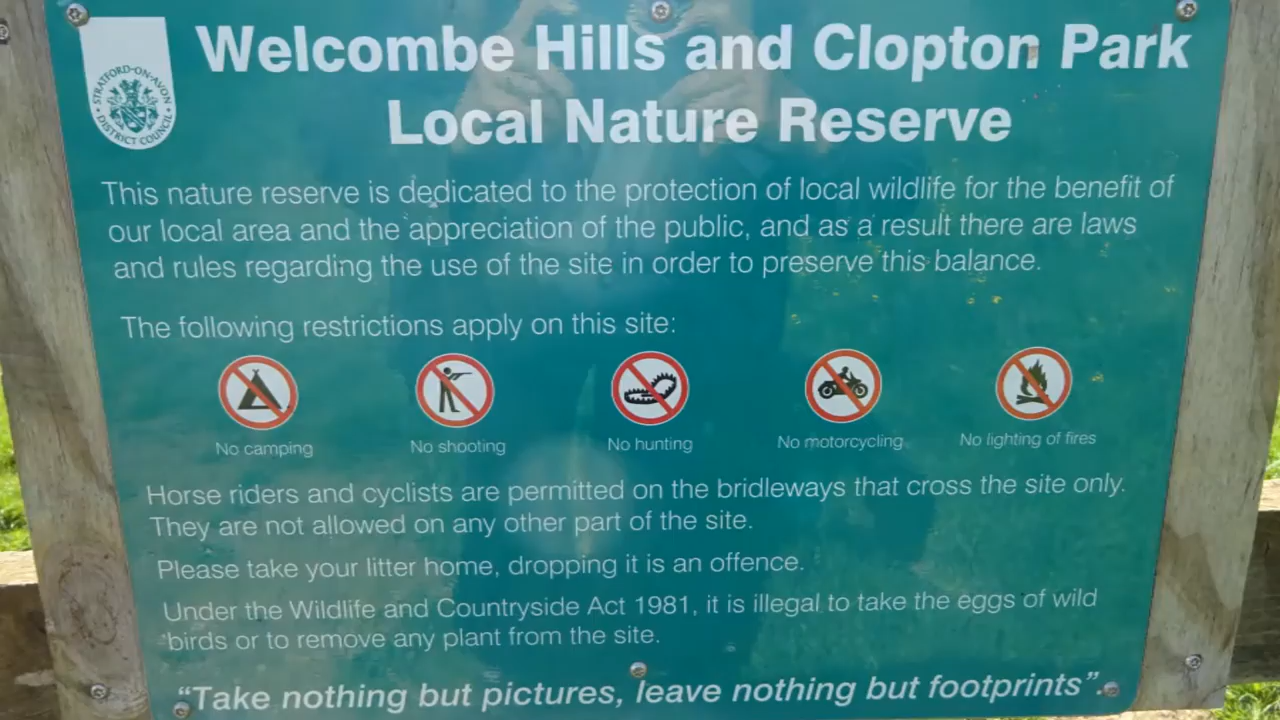 Welcombe Hills and Clopton Park
Local Nature Reserve
STRATFORD-ON-AVON
DISTRICT COUNCIL
This nature reserve is dedicated to the protection of local wildlife for the benefit of
our local area and the appreciation of the public, and as a result there are laws
and rules regarding the use of the site in order to preserve this balance.
The following restrictions apply on this site:
No camping
No shooting
No hunting
No motorcycling
No lighting of fires
Horse riders and cyclists are permitted on the bridleways that cross the site only.
They are not allowed on any other part of the site.
Please take your litter home, dropping it is an offence.
Under the Wildlife and Countryside Act 1981, it is illegal to take the eggs of wild
birds or to remove any plant from the site.
“Take nothing but pictures, leave nothing but footprints”.